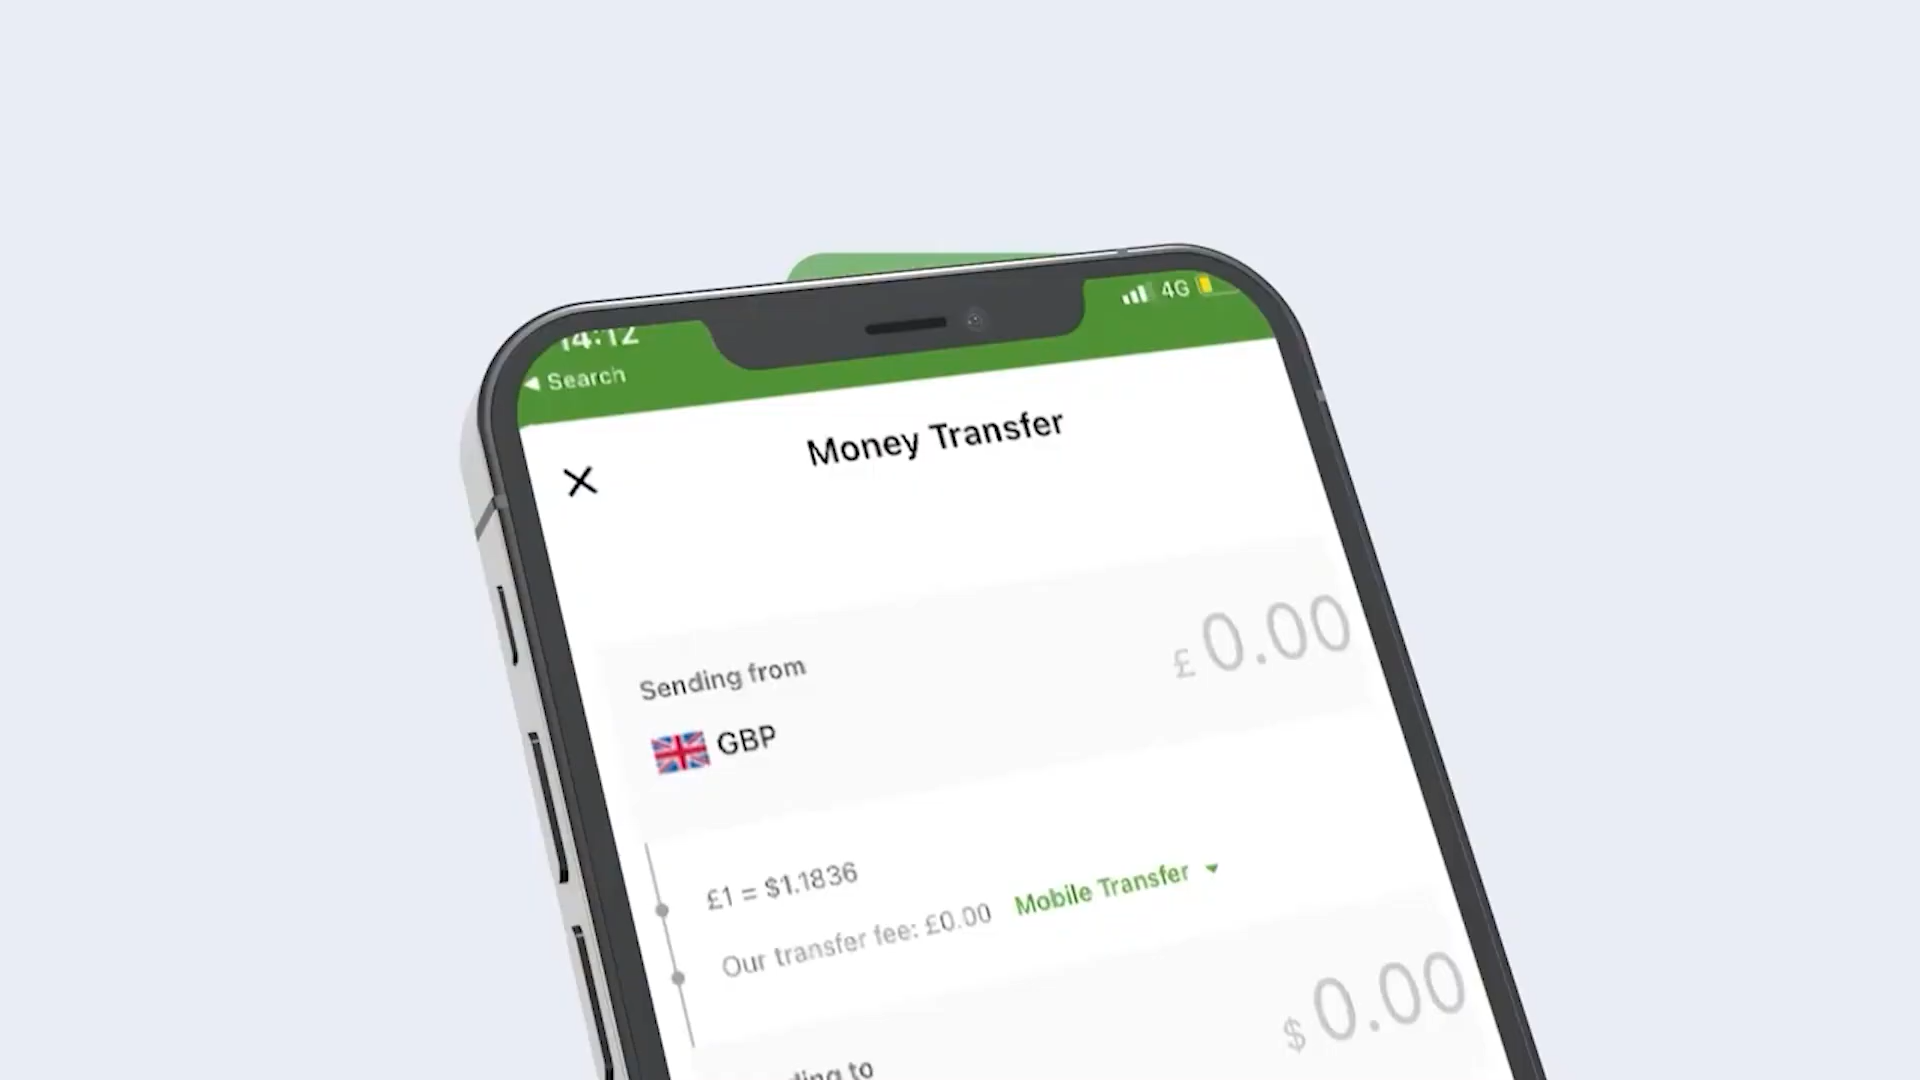 14:12
4G
Search
Money Transfer
Sending from
£ 0.00
GBP
£1 = $1.1836
Our transfer fee: £0.00 Mobile Transfer
$ 0.00
to